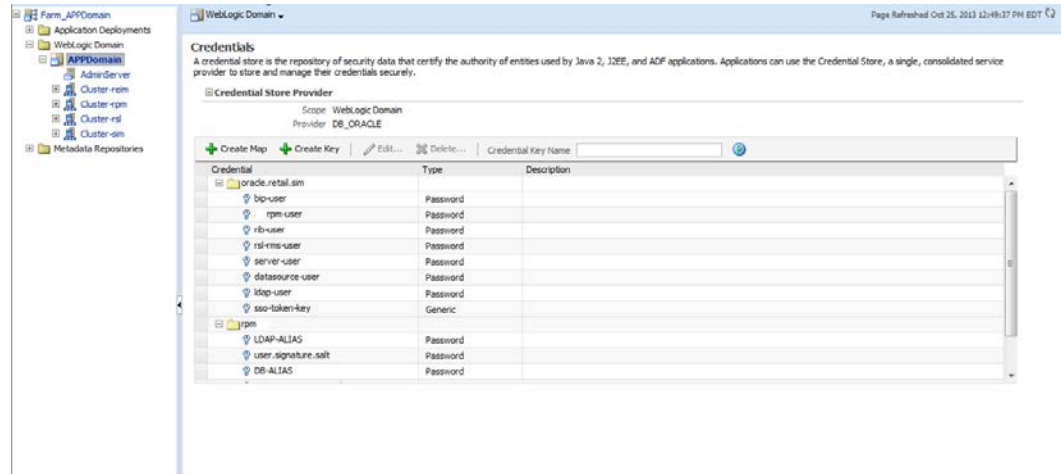 Farm_APPDomain
Application Deployments
WebLogic Domain
APPDomain
AdminServer
Cluster-reim
Cluster-rpm
Cluster-rsl
Cluster-sim
Metadata Repositories
WebLogic Domain
Page Refreshed Oct 25, 2013 12:49:37 PM EDT
Credentials
A credential store is the repository of security data that certify the authority of entities used by Java 2, J2EE, and ADF applications. Applications can use the Credential Store, a single, consolidated service
provider to store and manage their credentials securely.
Credential Store Provider
Scope WebLogic Domain
Provider DB_ORACLE
Create Map Create Key Edit... Delete... Credential Key Name
Credential Type Description
oracle.retail.sim
bip-user Password
rpm-user Password
rib-user Password
rsl-rms-user Password
server-user Password
datasource-user Password
ldap-user Password
sso-token-key Generic
rpm
LDAP-ALIAS Password
user.signature.salt Password
DB-ALIAS Password